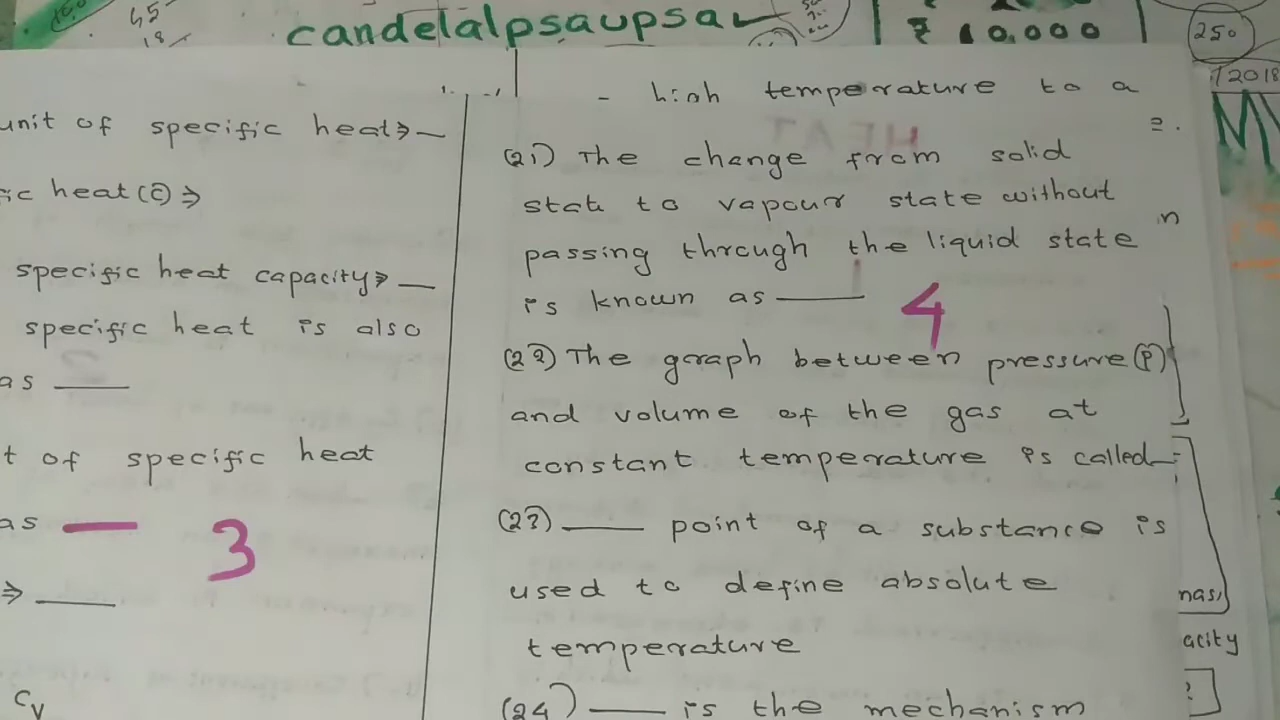 45
18
candelalpsaupsa
₹ 10,000
250
2018
unit of specific heat⇒ —
ic heat (c̄) ⇒
specific heat capacity⇒ —
specific heat is also
as ——
t of specific heat
as — 3
⇒ ——
Cv
- high temperature to a
(21) The change from solid
state to vapour state without
passing through the liquid state
is known as —— 4
(22) The graph between pressure (P)
and volume of the gas at
constant temperature is called —
(23) —— point of a substance is
used to define absolute
temperature
(24) —— is the mechanism
2.
n
mass
acity
?